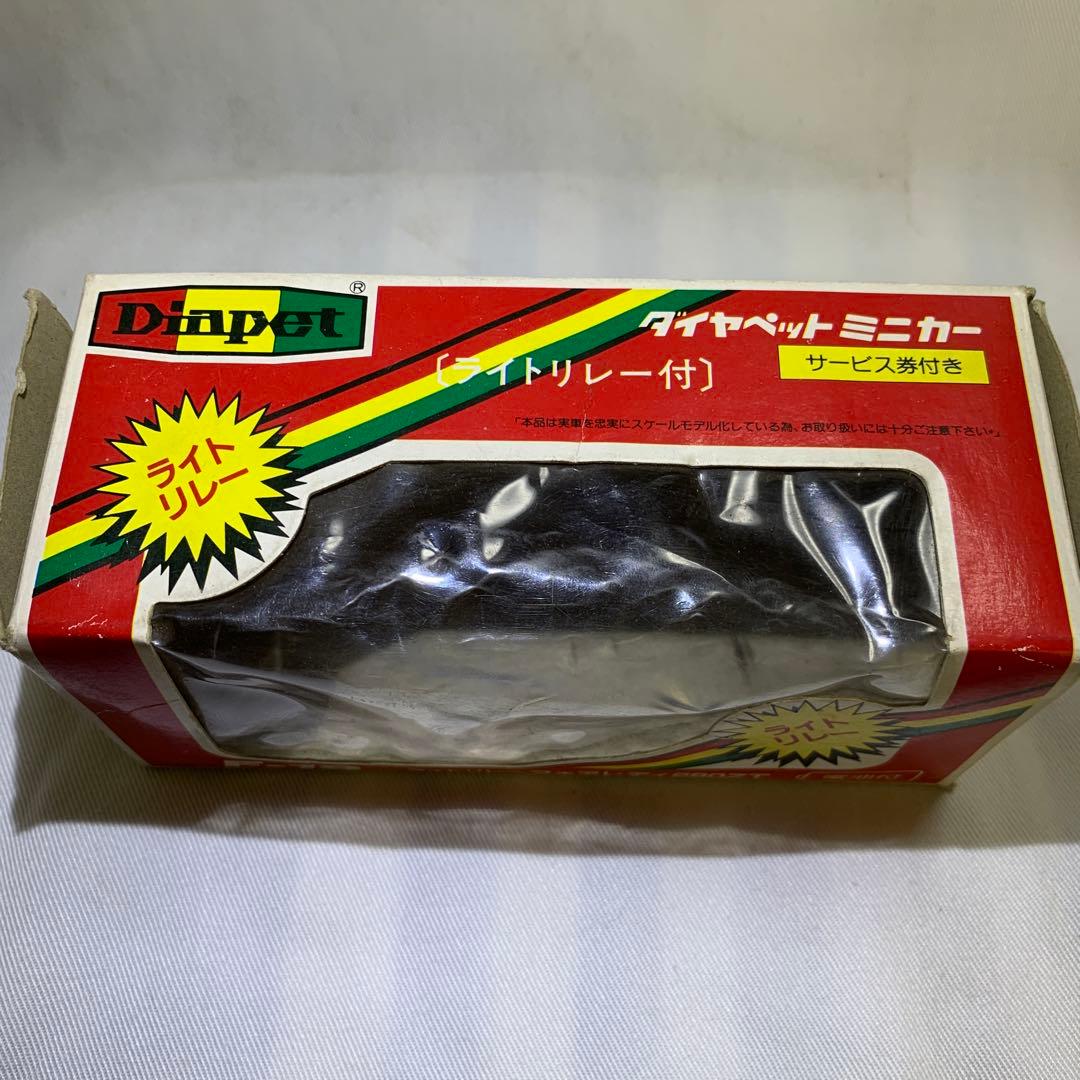 Diapet®
ダイヤペット ミニカー
〔ライトリレー付〕
サービス券付き
「本品は実車を忠実にスケールモデル化している為、お取り扱いには十分ご注意下さい。」
ライト
リレー
ライト
リレー